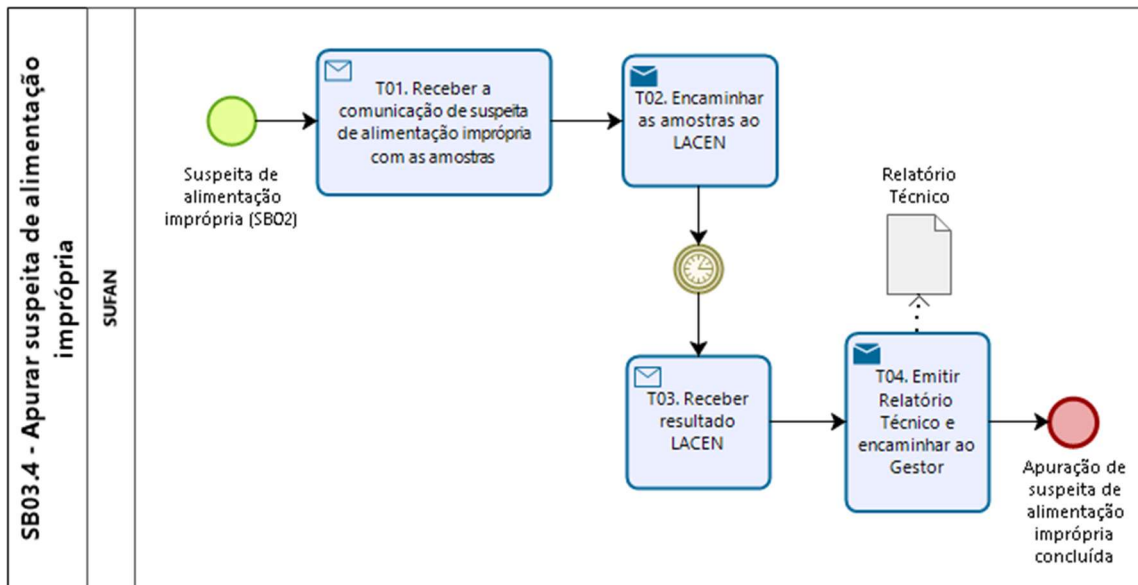 SB03.4 - Apurar suspeita de alimentação
imprópria
SUFAN
Suspeita de
alimentação
imprópria (SBO2)
T01. Receber a
comunicação de suspeita
de alimentação imprópria
com as amostras
T02. Encaminhar
as amostras ao
LACEN
T03. Receber
resultado
LACEN
Relatório
Técnico
T04. Emitir
Relatório
Técnico e
encaminhar ao
Gestor
Apuração de
suspeita de
alimentação
imprópria
concluída